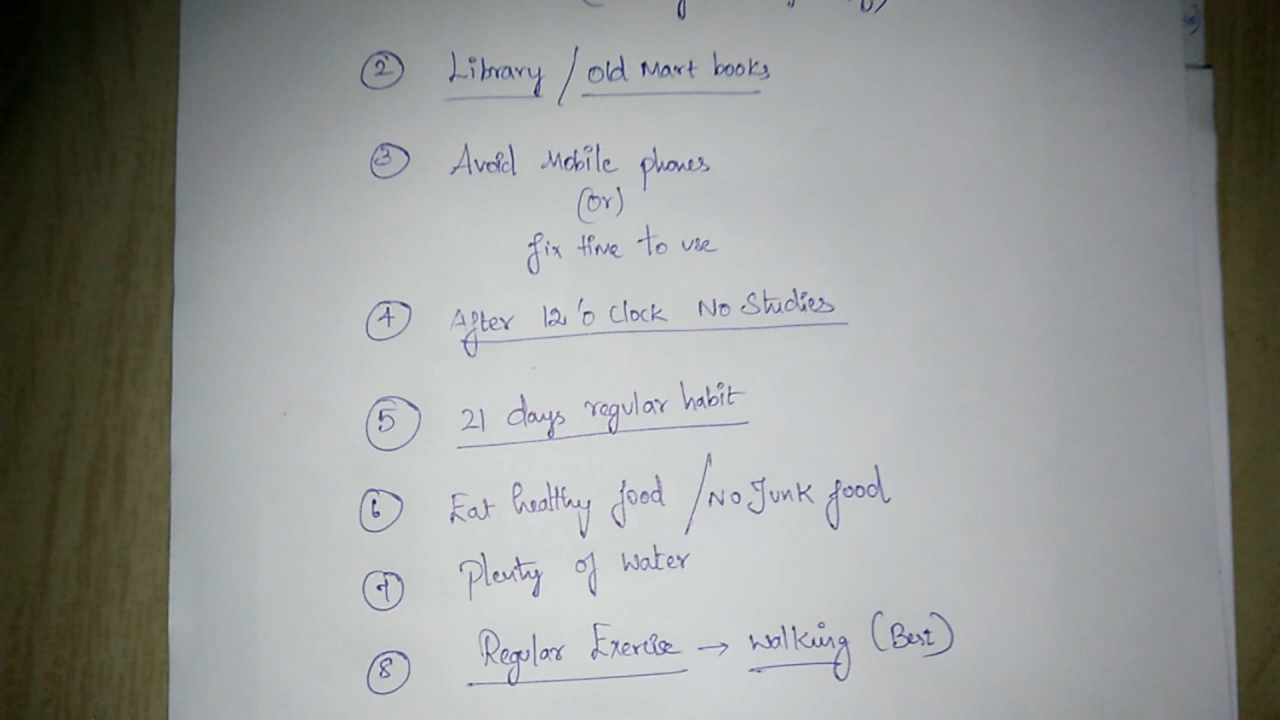 ② Library / old Mart books
③ Avoid Mobile phones
(or)
fix time to use
④ After 12'o Clock No Studies
⑤ 21 days regular habit
⑥ Eat healthy food / No Junk food
⑦ Plenty of water
⑧ Regular Exercise → walking (Best)